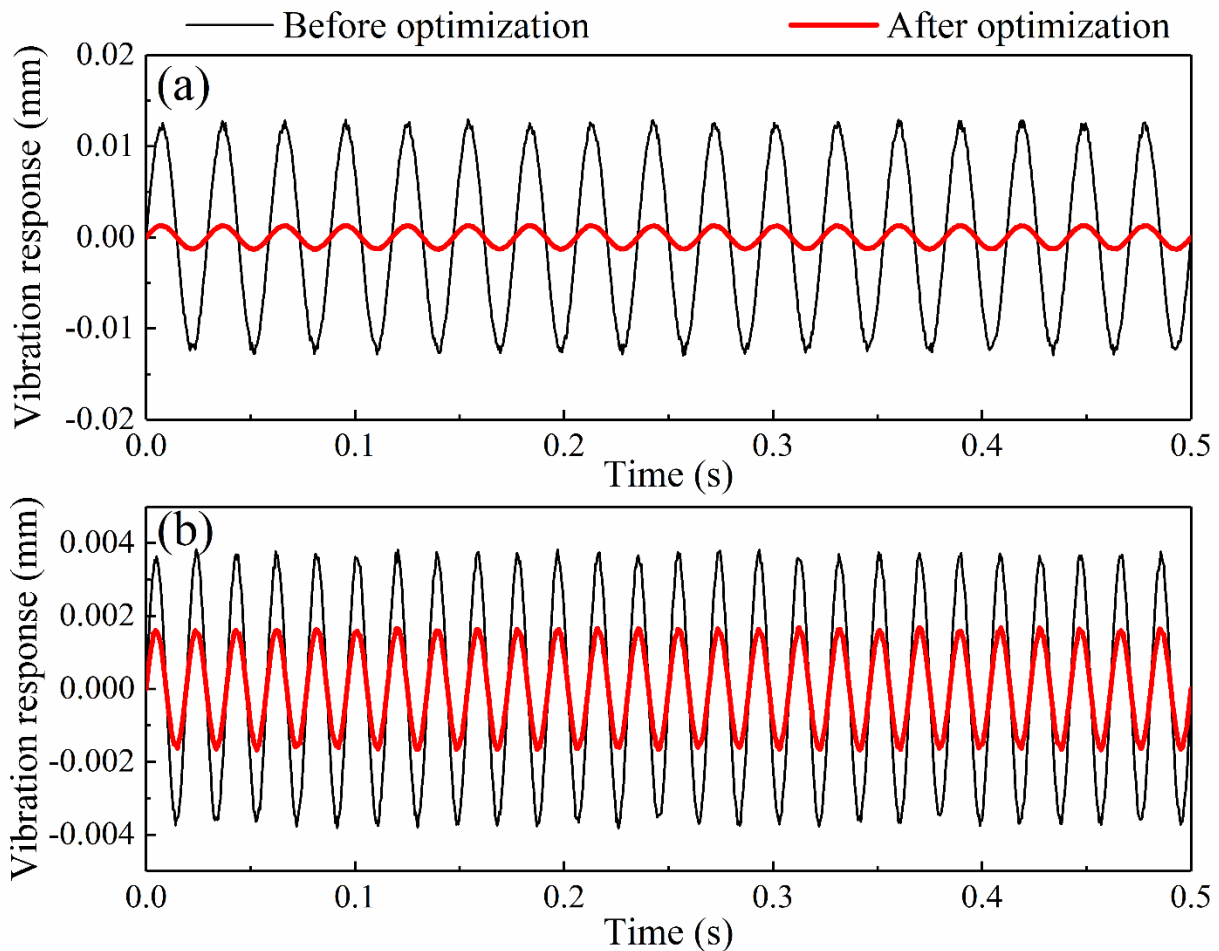 Before optimization After optimization
(a)
Vibration response (mm)
0.02
0.01
0.00
-0.01
-0.02
0.0 0.1 0.2 0.3 0.4 0.5
Time (s)
(b)
Vibration response (mm)
0.004
0.002
0.000
-0.002
-0.004
0.0 0.1 0.2 0.3 0.4 0.5
Time (s)